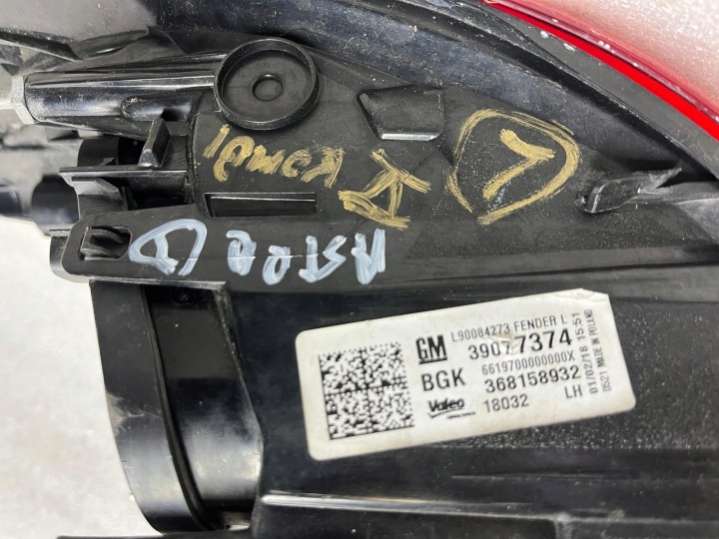 L
ASTRA
GM
L90084273 FENDER L
39077374
6619700000000X
BGK
368158932
Valeo
18032
LH
01/02/18 15:51
0521 MADE IN POLAND